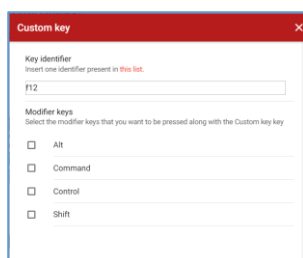 Custom key
Key identifier
Insert one identifier present in this list.
f12
Modifier keys
Select the modifier keys that you want to be pressed along with the Custom key key
Alt
Command
Control
Shift